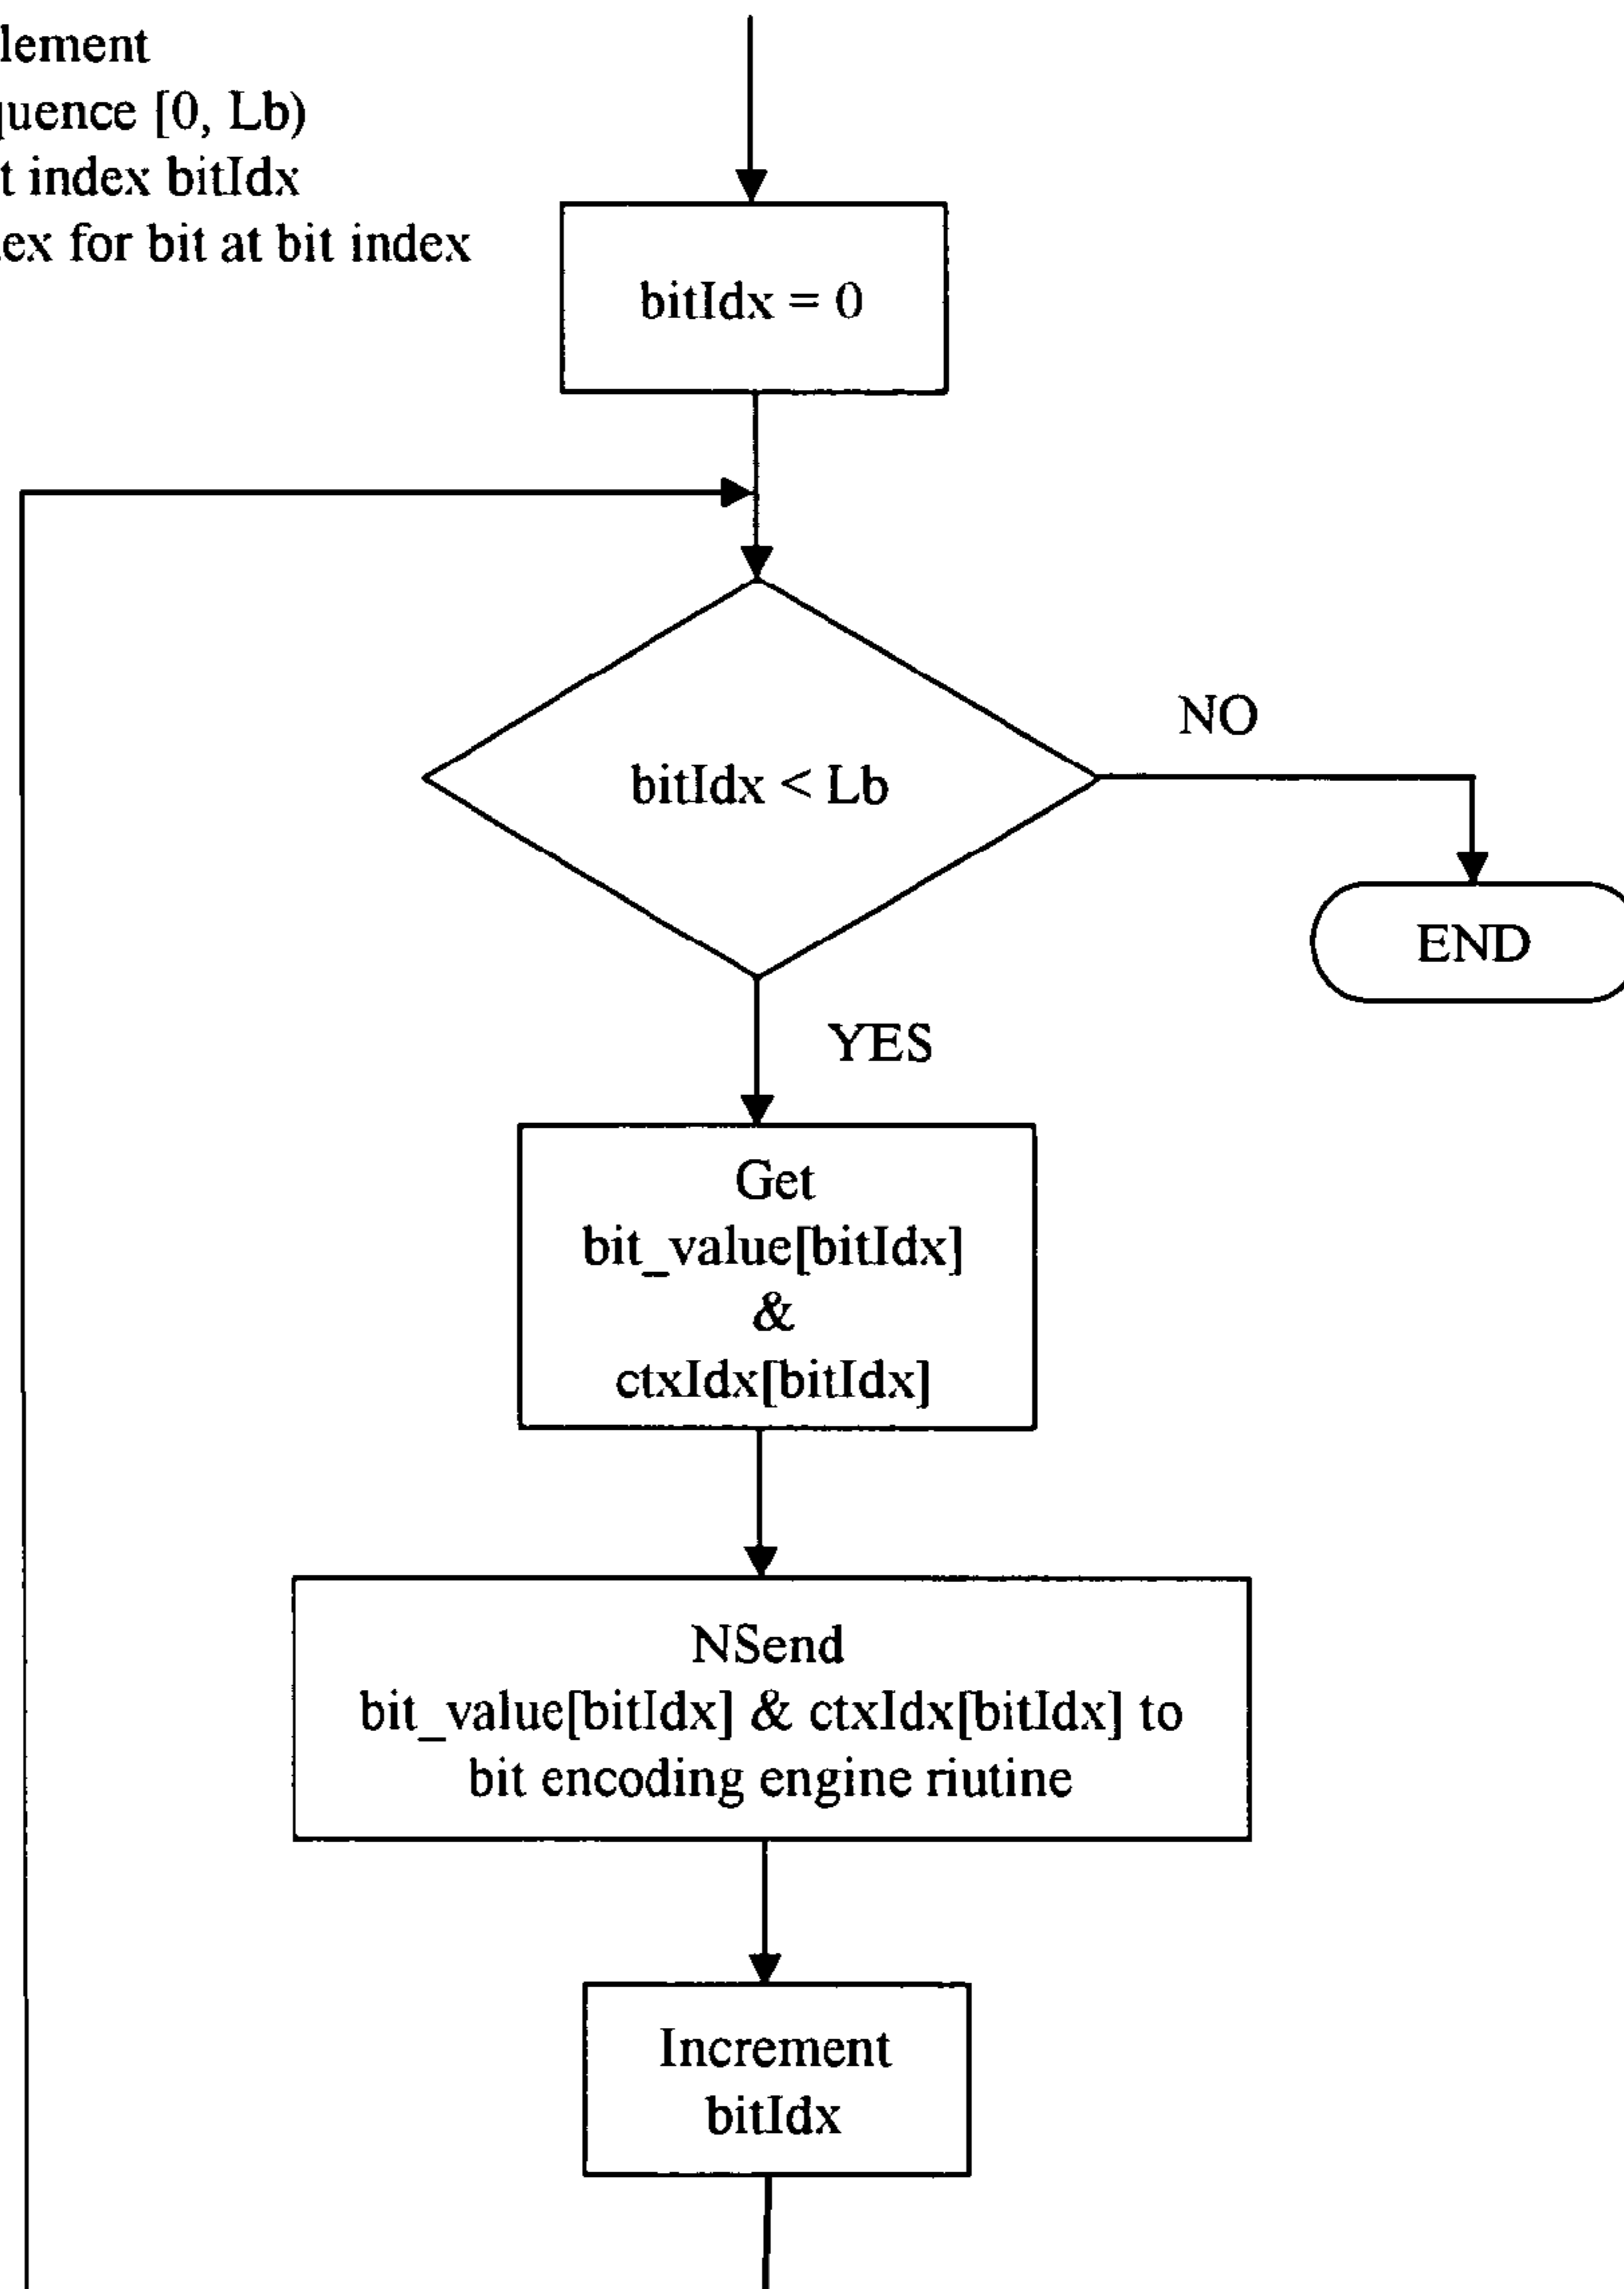 lement
quence [0, Lb)
t index bitIdx
ex for bit at bit index
bitIdx = 0
bitIdx < Lb
NO
END
YES
Get
bit_value[bitIdx]
&
ctxIdx[bitIdx]
NSend
bit_value[bitIdx] & ctxIdx[bitIdx] to
bit encoding engine riutine
Increment
bitIdx